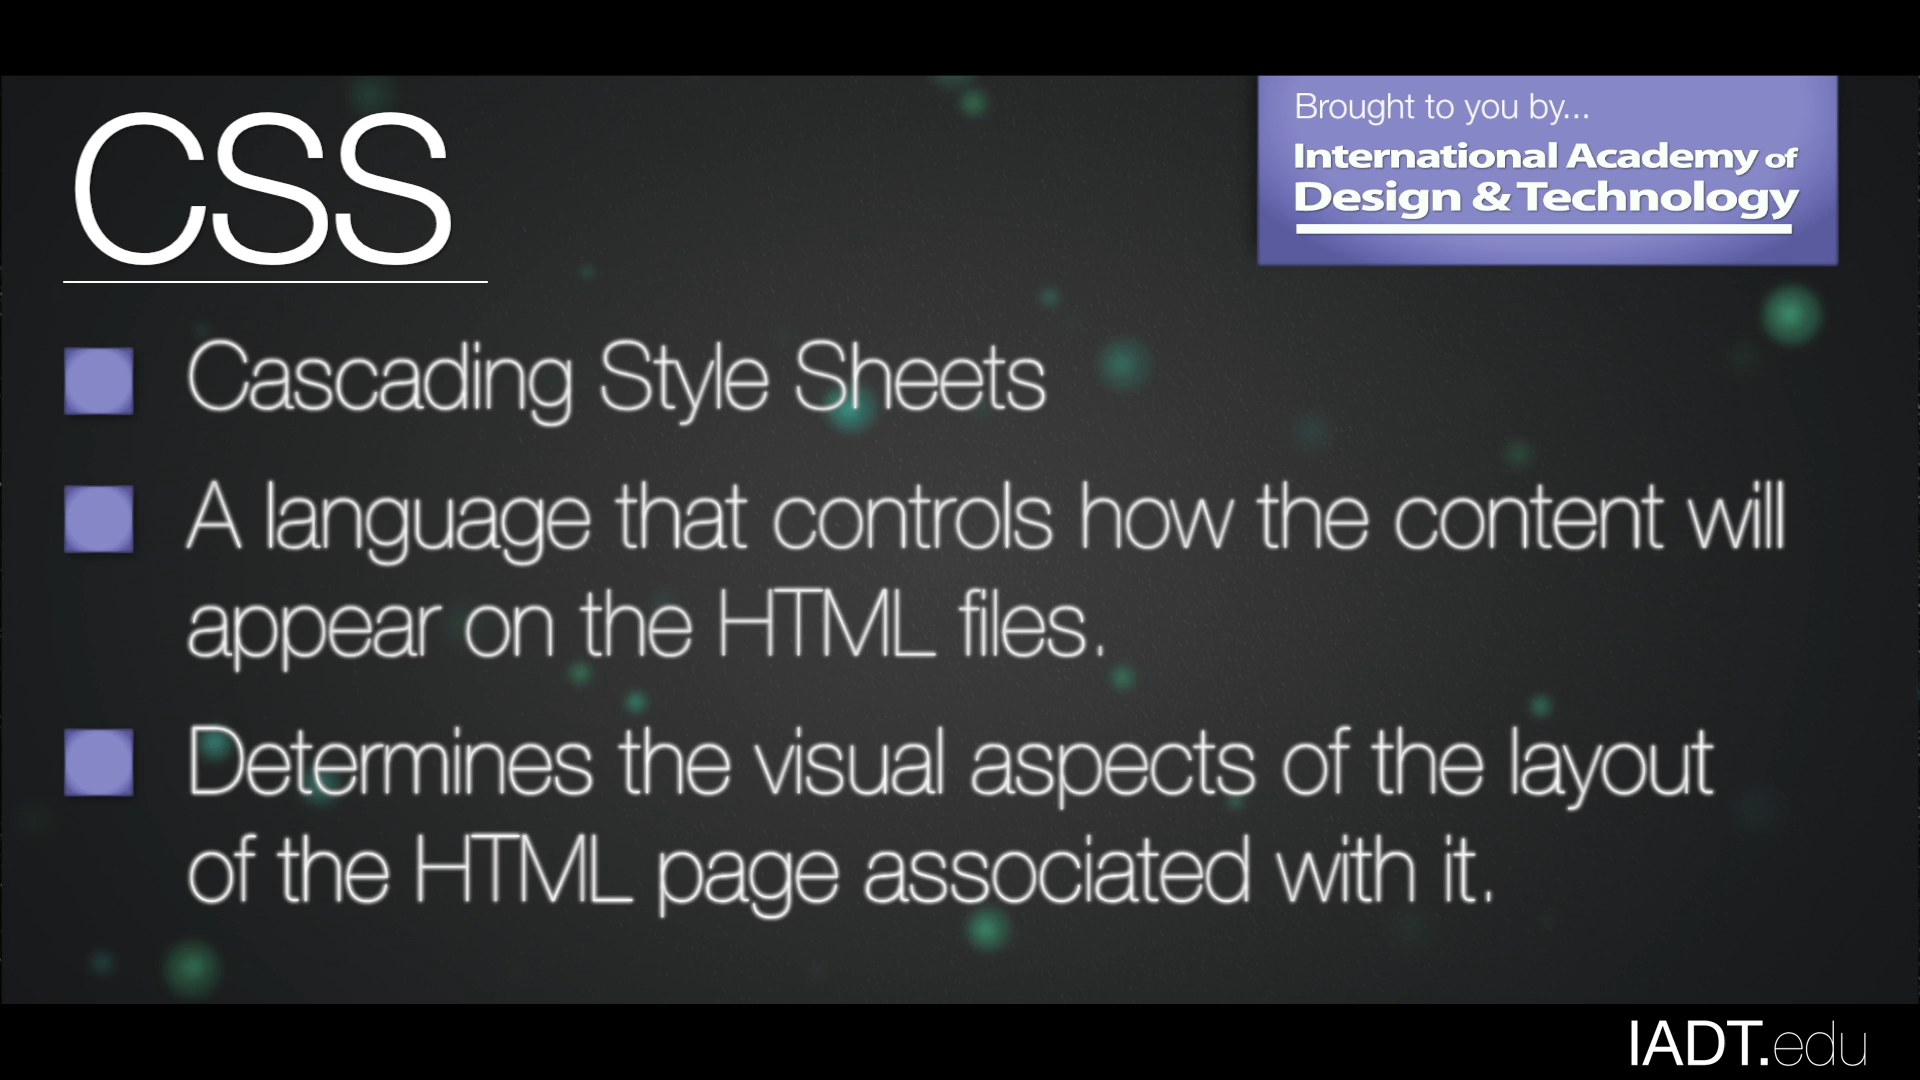 CSS
Brought to you by...
International Academy of
Design & Technology
Cascading Style Sheets
A language that controls how the content will
appear on the HTML files.
Determines the visual aspects of the layout
of the HTML page associated with it.
IADT.edu